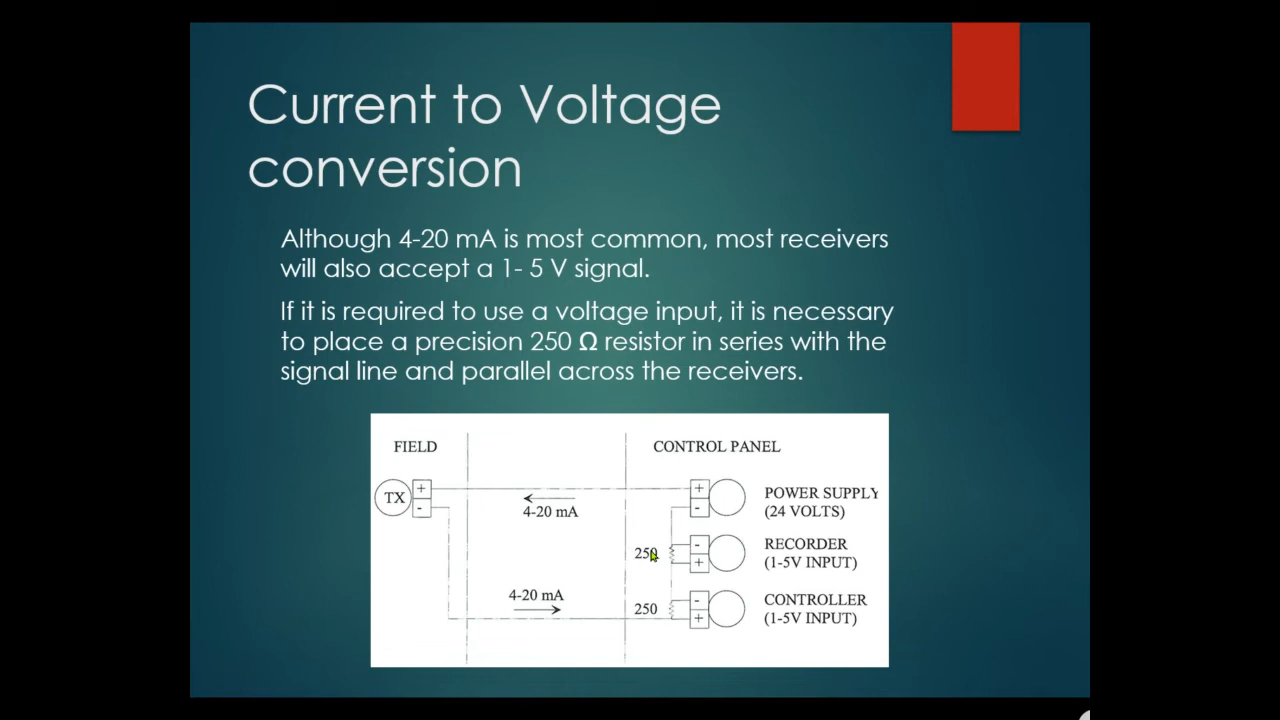 Current to Voltage
conversion
Although 4-20 mA is most common, most receivers
will also accept a 1- 5 V signal.
If it is required to use a voltage input, it is necessary
to place a precision 250 Ω resistor in series with the
signal line and parallel across the receivers.
FIELD
CONTROL PANEL
TX
+
-
4-20 mA
+
-
POWER SUPPLY
(24 VOLTS)
250
-
+
RECORDER
(1-5V INPUT)
4-20 mA
250
-
+
CONTROLLER
(1-5V INPUT)